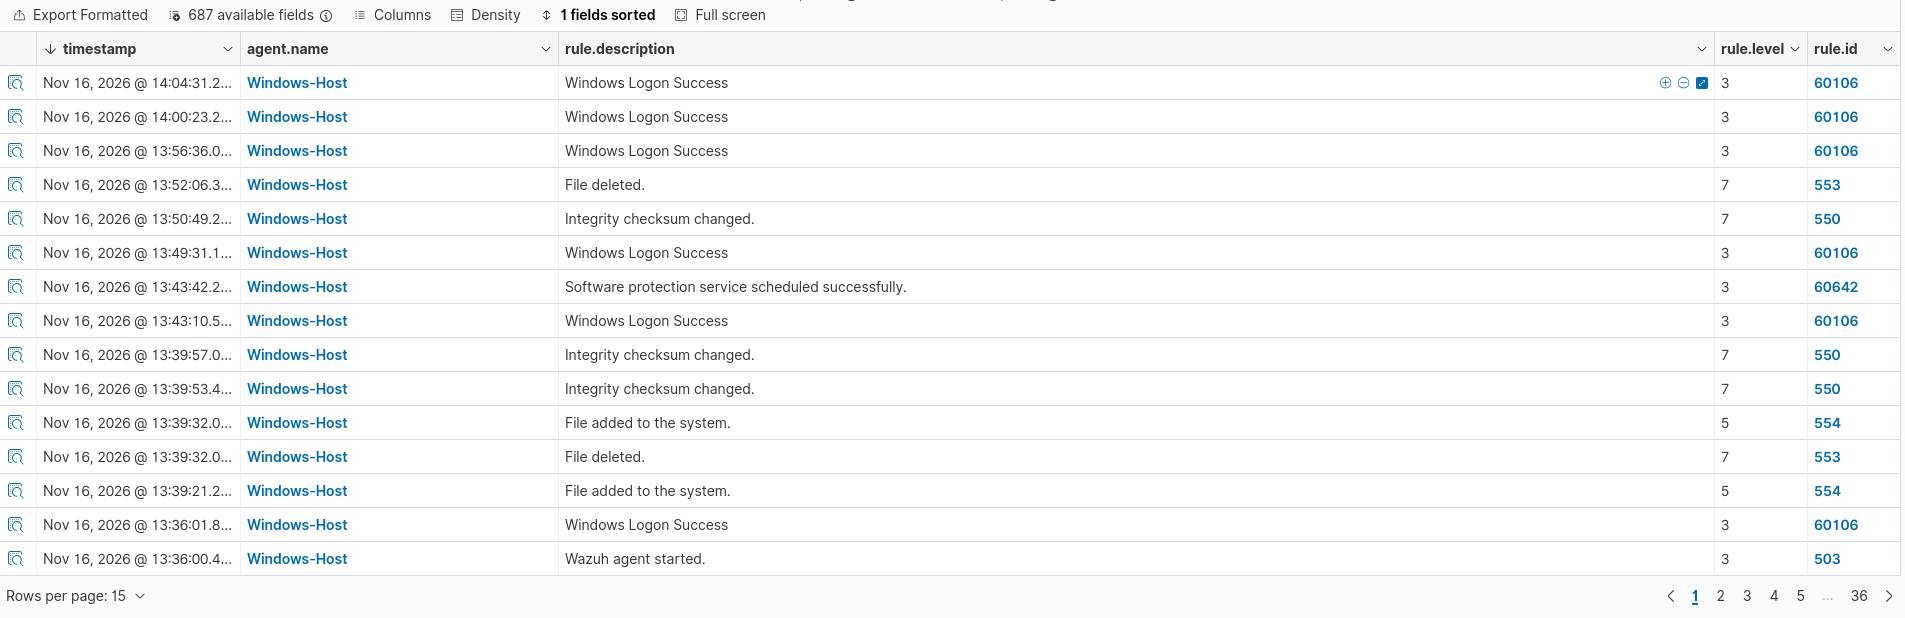 Export Formatted 687 available fields Columns Density 1 fields sorted Full screen
timestamp agent.name rule.description rule.level rule.id
Nov 16, 2026 @ 14:04:31.2... Windows-Host Windows Logon Success 3 60106
Nov 16, 2026 @ 14:00:23.2... Windows-Host Windows Logon Success 3 60106
Nov 16, 2026 @ 13:56:36.0... Windows-Host Windows Logon Success 3 60106
Nov 16, 2026 @ 13:52:06.3... Windows-Host File deleted. 7 553
Nov 16, 2026 @ 13:50:49.2... Windows-Host Integrity checksum changed. 7 550
Nov 16, 2026 @ 13:49:31.1... Windows-Host Windows Logon Success 3 60106
Nov 16, 2026 @ 13:43:42.2... Windows-Host Software protection service scheduled successfully. 3 60642
Nov 16, 2026 @ 13:43:10.5... Windows-Host Windows Logon Success 3 60106
Nov 16, 2026 @ 13:39:57.0... Windows-Host Integrity checksum changed. 7 550
Nov 16, 2026 @ 13:39:53.4... Windows-Host Integrity checksum changed. 7 550
Nov 16, 2026 @ 13:39:32.0... Windows-Host File added to the system. 5 554
Nov 16, 2026 @ 13:39:32.0... Windows-Host File deleted. 7 553
Nov 16, 2026 @ 13:39:21.2... Windows-Host File added to the system. 5 554
Nov 16, 2026 @ 13:36:01.8... Windows-Host Windows Logon Success 3 60106
Nov 16, 2026 @ 13:36:00.4... Windows-Host Wazuh agent started. 3 503
Rows per page: 15 1 2 3 4 5 ... 36